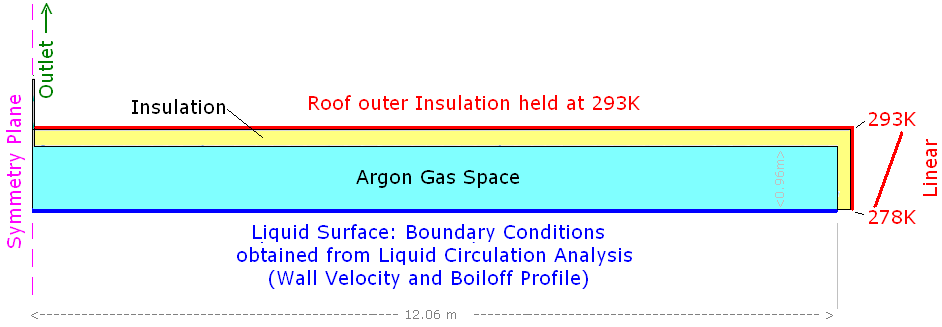 Outlet
Symmetry Plane
Insulation
Roof outer Insulation held at 293K
293K
Linear
278K
Argon Gas Space
<0.96m>
Liquid Surface: Boundary Conditions
obtained from Liquid Circulation Analysis
(Wall Velocity and Boiloff Profile)
12.06 m